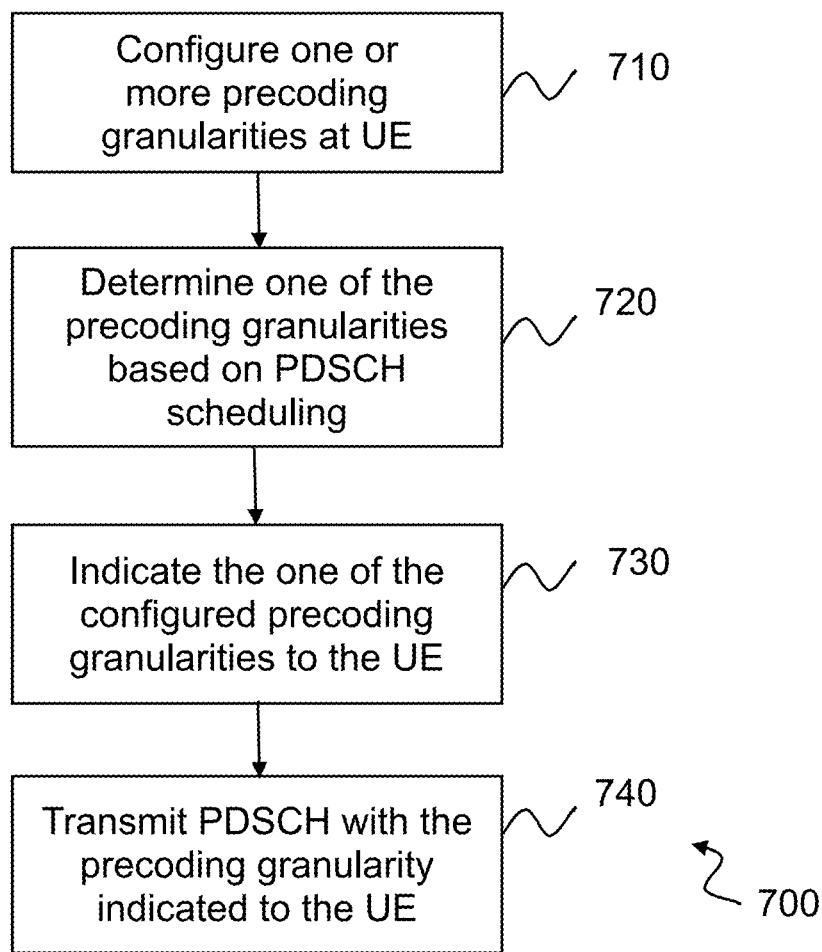 Configure one or
more precoding
granularities at UE
710
Determine one of the
precoding granularities
based on PDSCH
scheduling
720
Indicate the one of the
configured precoding
granularities to the UE
730
Transmit PDSCH with the
precoding granularity
indicated to the UE
740
700